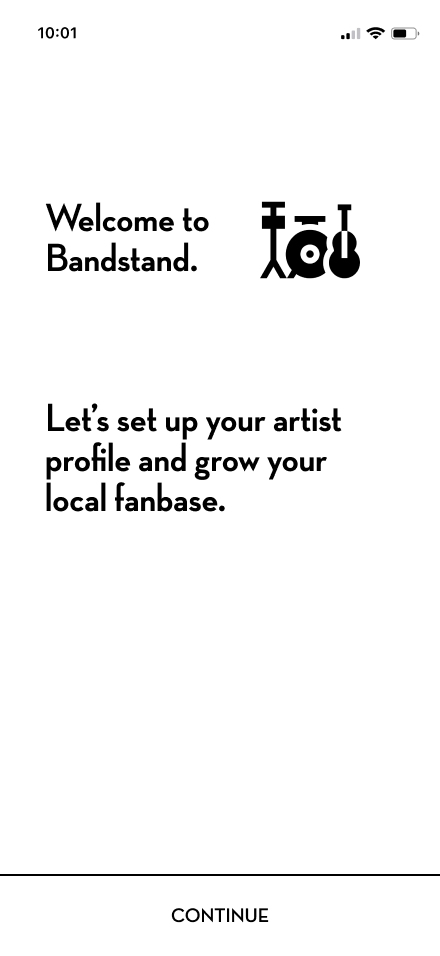 10:01
Welcome to
Bandstand.
Let’s set up your artist
profile and grow your
local fanbase.
CONTINUE